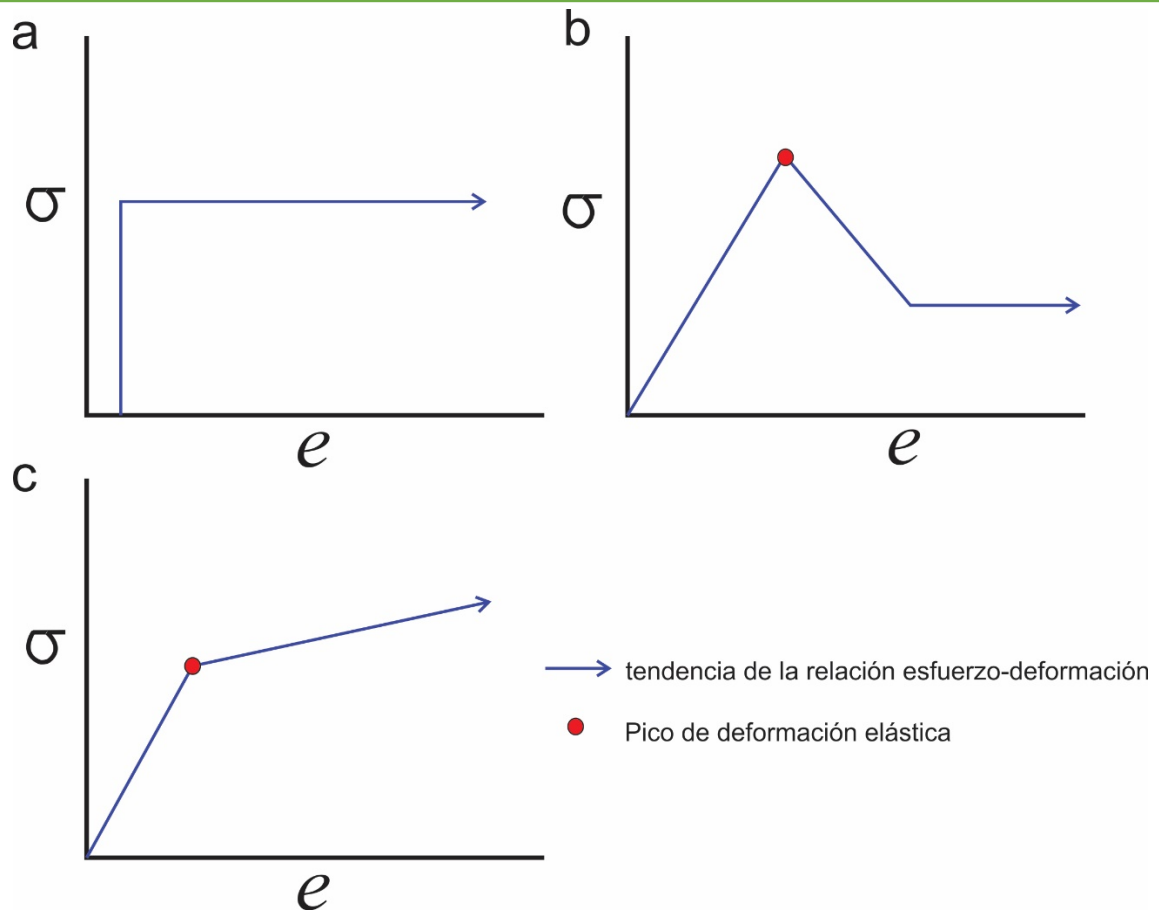 a
σ
e
b
σ
e
c
σ
e
tendencia de la relación esfuerzo-deformación
Pico de deformación elástica